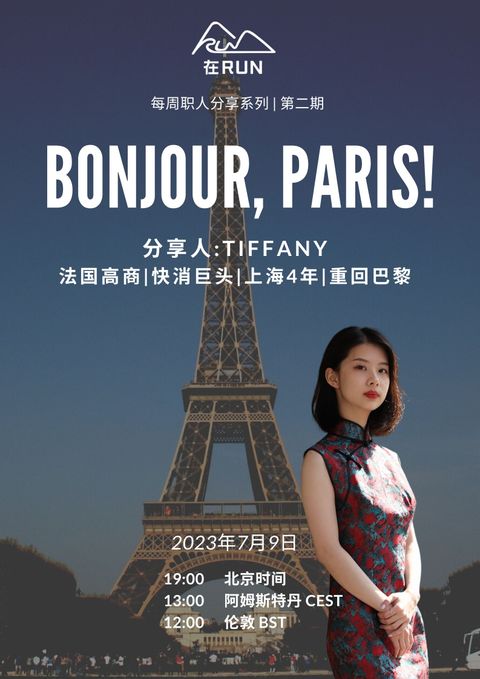 RUN
在RUN
每周职人分享系列 | 第二期
BONJOUR, PARIS!
分享人:TIFFANY
法国高商|快消巨头|上海4年|重回巴黎
2023年7月9日
19:00 北京时间
13:00 阿姆斯特丹 CEST
12:00 伦敦 BST